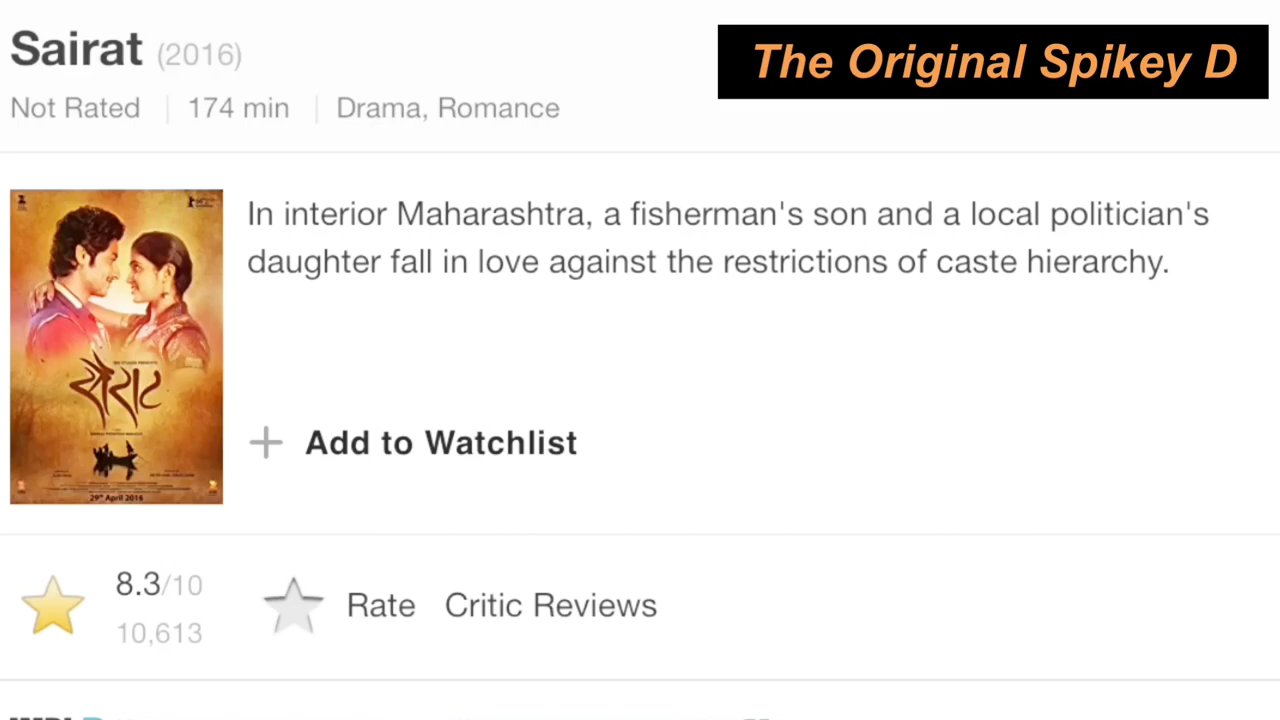 Sairat (2016)
The Original Spikey D
Not Rated | 174 min | Drama, Romance
In interior Maharashtra, a fisherman's son and a local politician's
daughter fall in love against the restrictions of caste hierarchy.
सैराट
29th April 2016
+ Add to Watchlist
8.3/10
10,613
Rate Critic Reviews